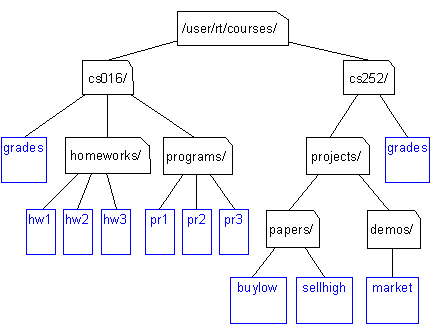 /user/rt/courses/
cs016/
cs252/
grades
homeworks/
programs/
projects/
grades
hw1
hw2
hw3
pr1
pr2
pr3
papers/
demos/
buylow
sellhigh
market